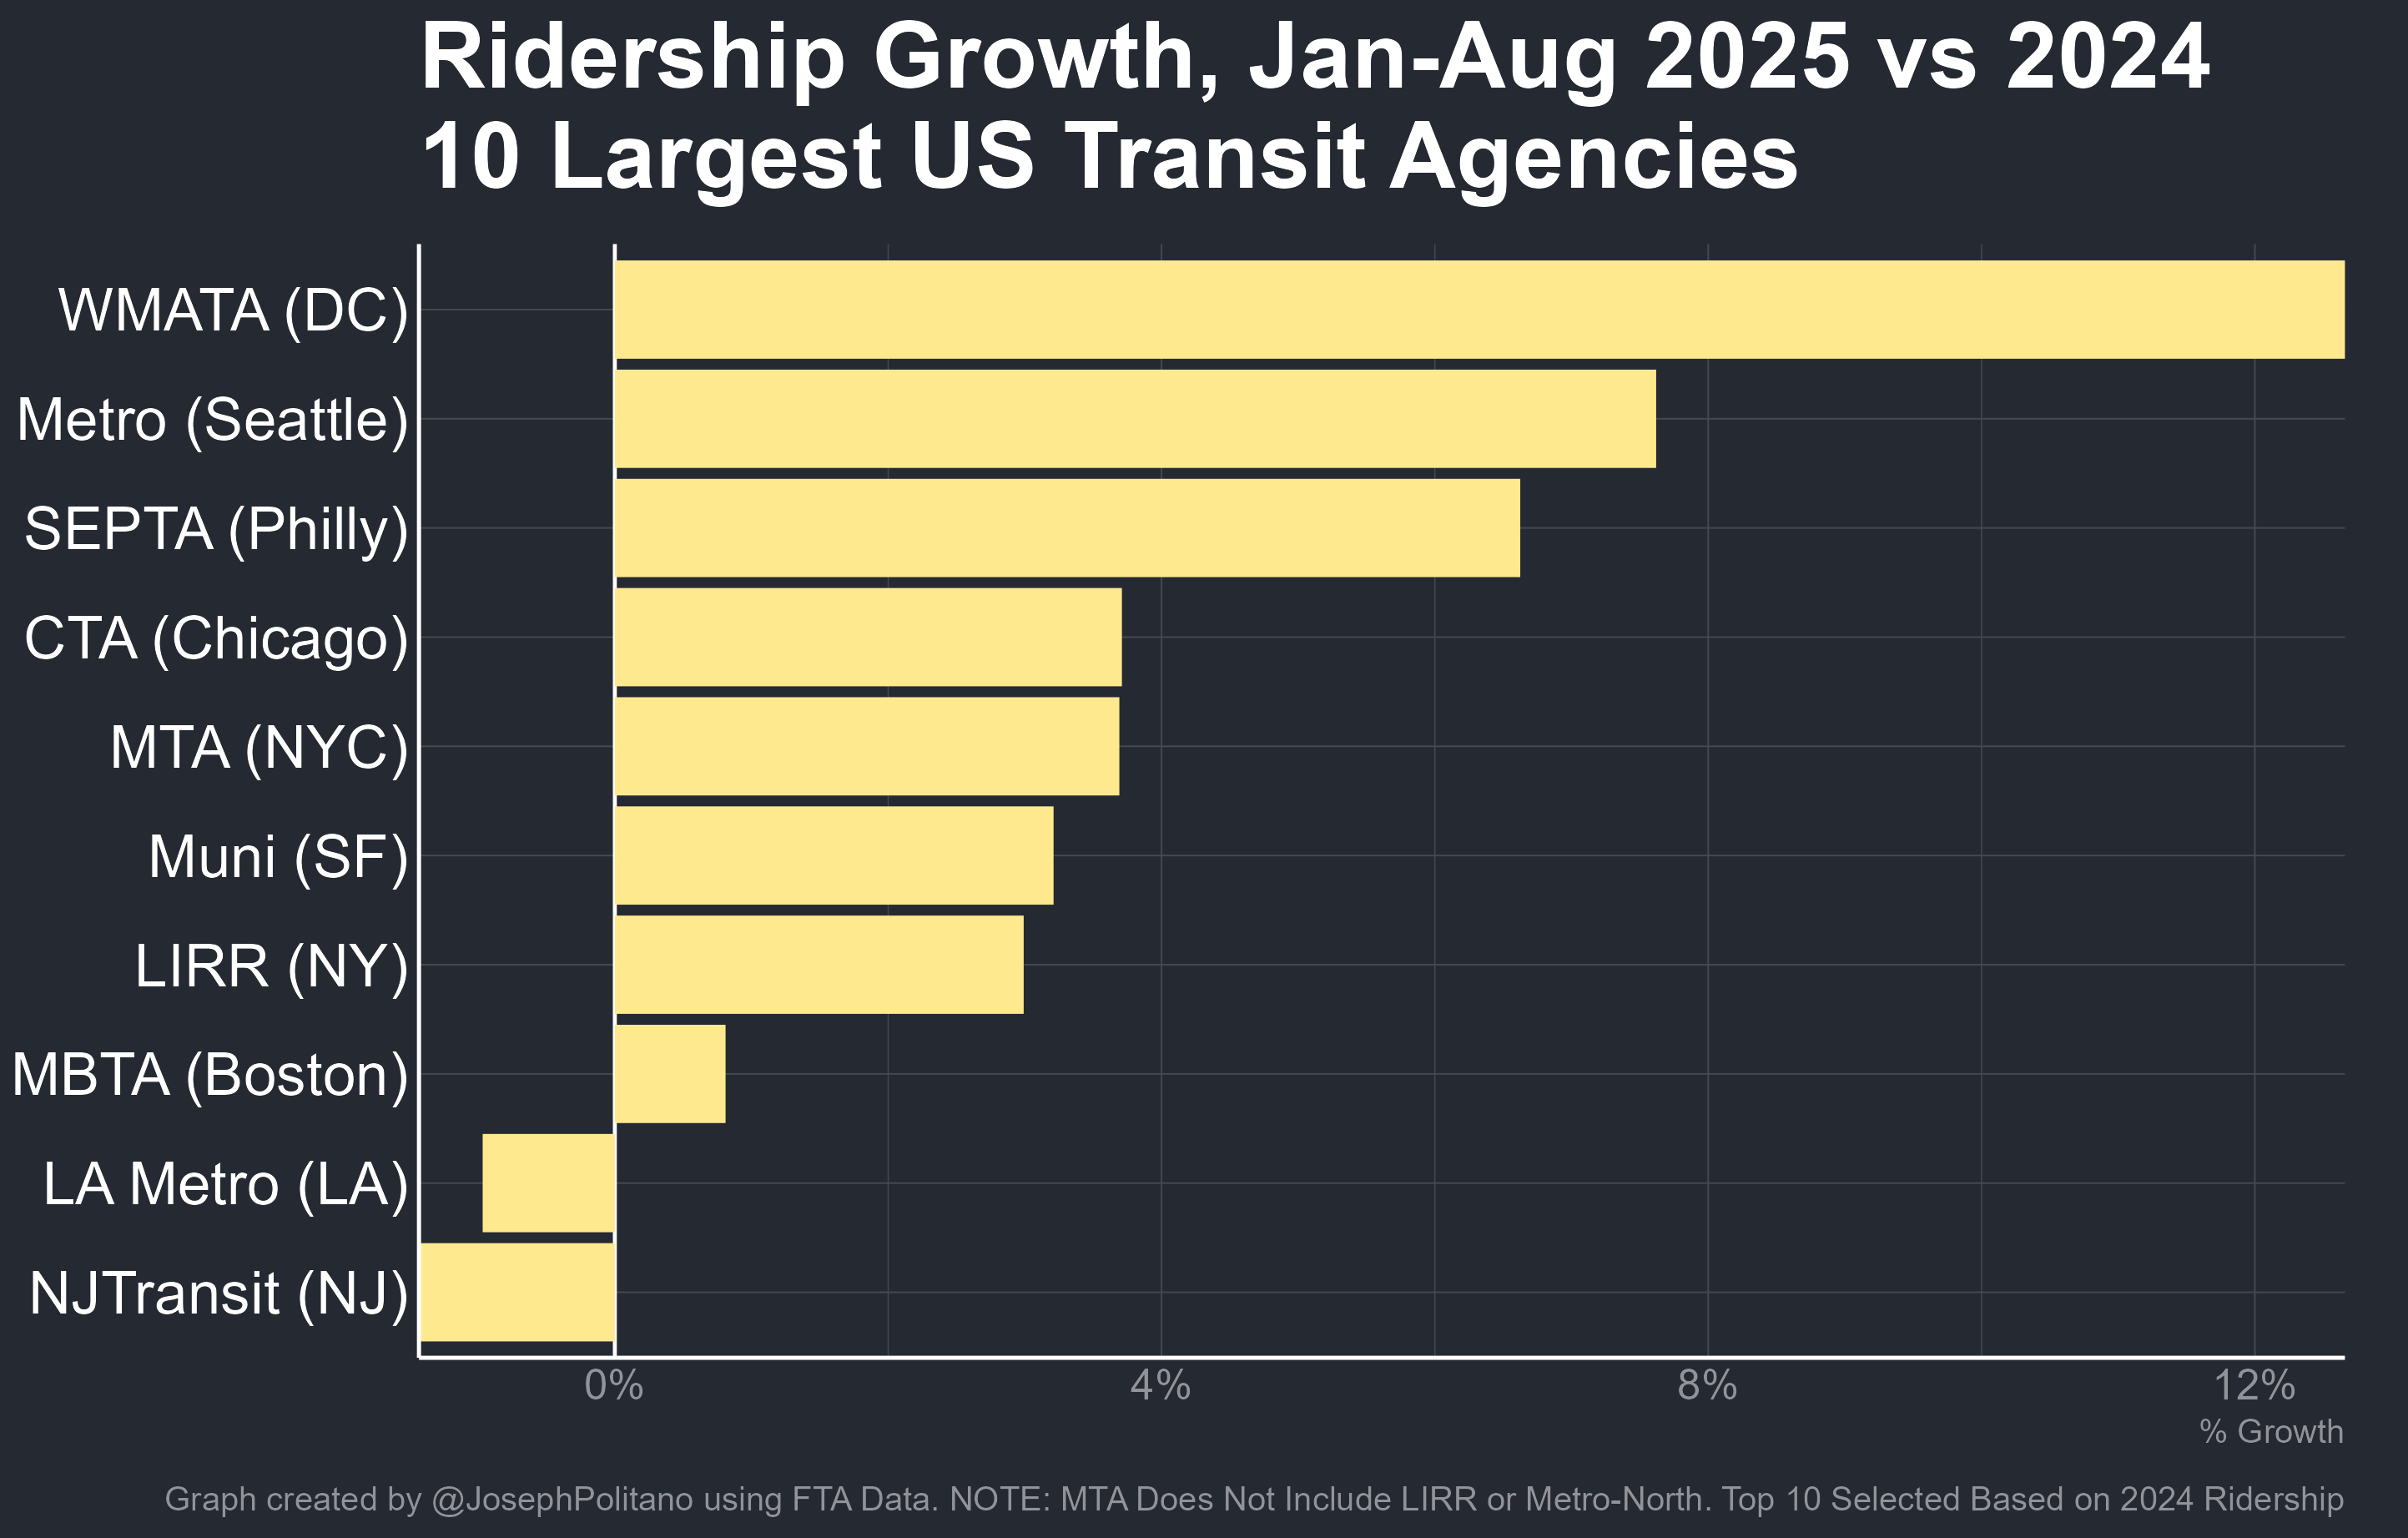 Ridership Growth, Jan-Aug 2025 vs 2024
10 Largest US Transit Agencies
WMATA (DC)
Metro (Seattle)
SEPTA (Philly)
CTA (Chicago)
MTA (NYC)
Muni (SF)
LIRR (NY)
MBTA (Boston)
LA Metro (LA)
NJTransit (NJ)
0% 4% 8% 12%
% Growth
Graph created by @JosephPolitano using FTA Data. NOTE: MTA Does Not Include LIRR or Metro-North. Top 10 Selected Based on 2024 Ridership